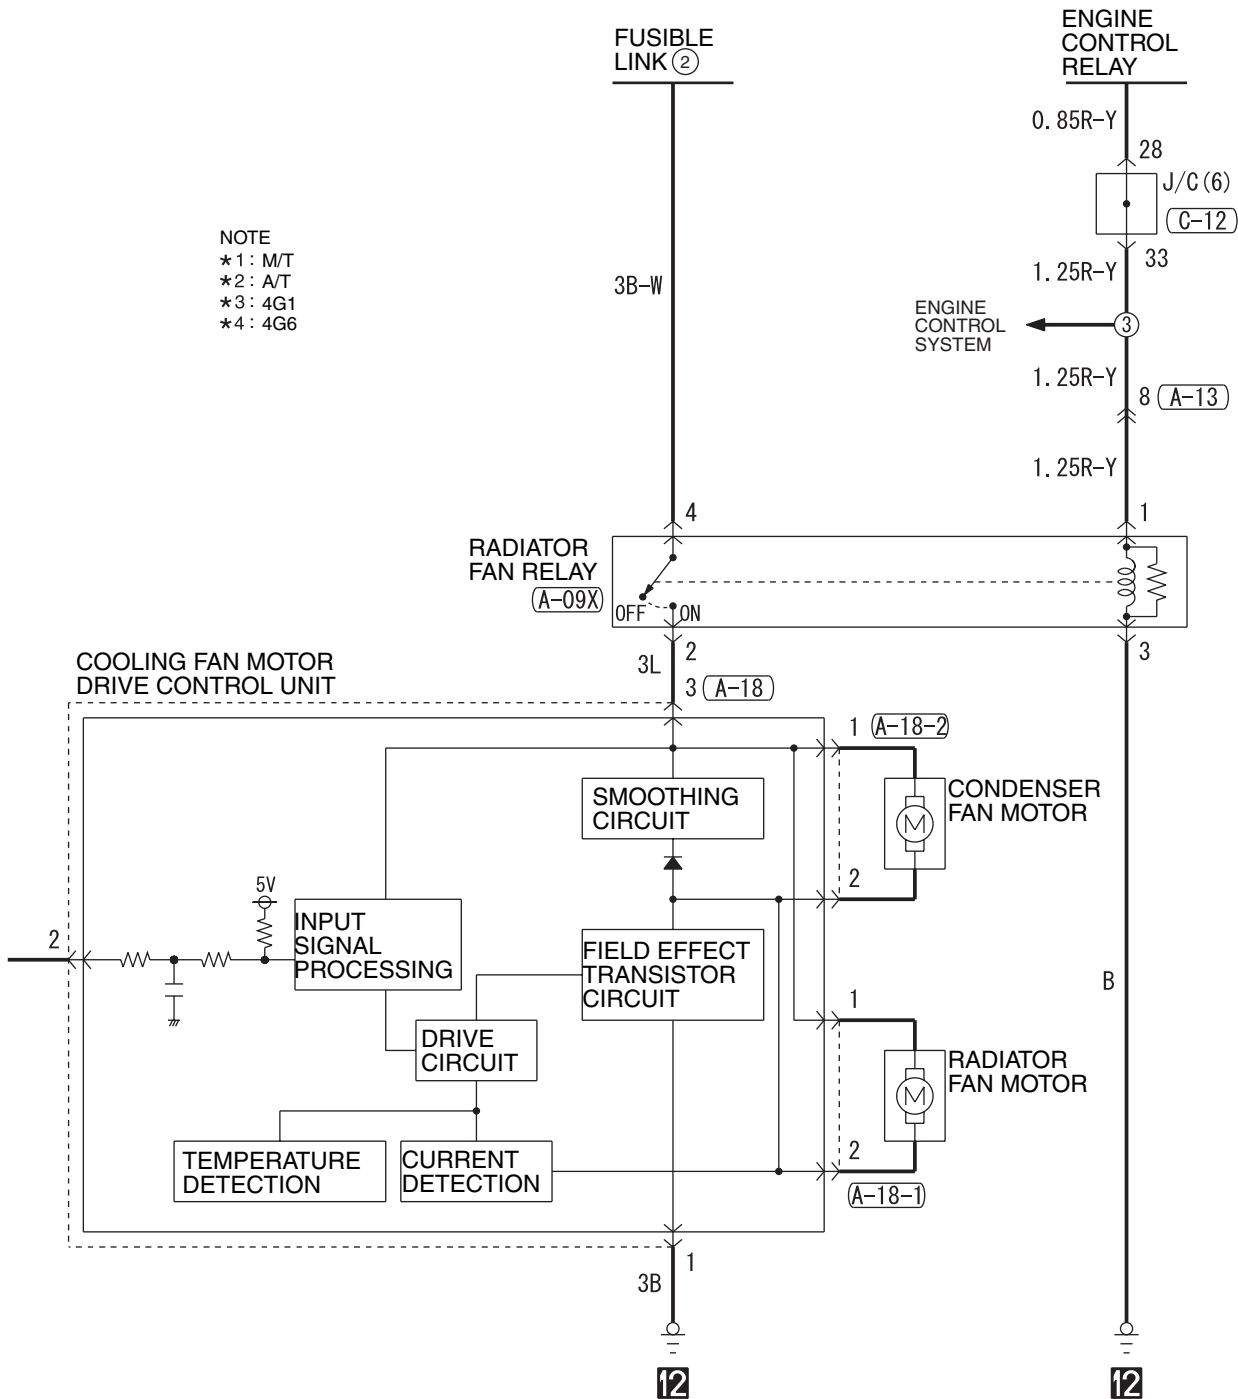 FUSIBLE
LINK 2
ENGINE
CONTROL
RELAY
0.85R-Y
28
J/C(6)
C-12
33
1.25R-Y
NOTE
*1: M/T
*2: A/T
*3: 4G1
*4: 4G6
3B-W
ENGINE
CONTROL
SYSTEM
3
1.25R-Y
8 A-13
1.25R-Y
4
1
RADIATOR
FAN RELAY
A-09X
OFF ON
2
3
3L
3 A-18
COOLING FAN MOTOR
DRIVE CONTROL UNIT
1 A-18-2
SMOOTHING
CIRCUIT
CONDENSER
FAN MOTOR
M
2
5V
2
INPUT
SIGNAL
PROCESSING
FIELD EFFECT
TRANSISTOR
CIRCUIT
B
1
DRIVE
CIRCUIT
RADIATOR
FAN MOTOR
M
2
TEMPERATURE
DETECTION
CURRENT
DETECTION
A-18-1
1
3B
12
12